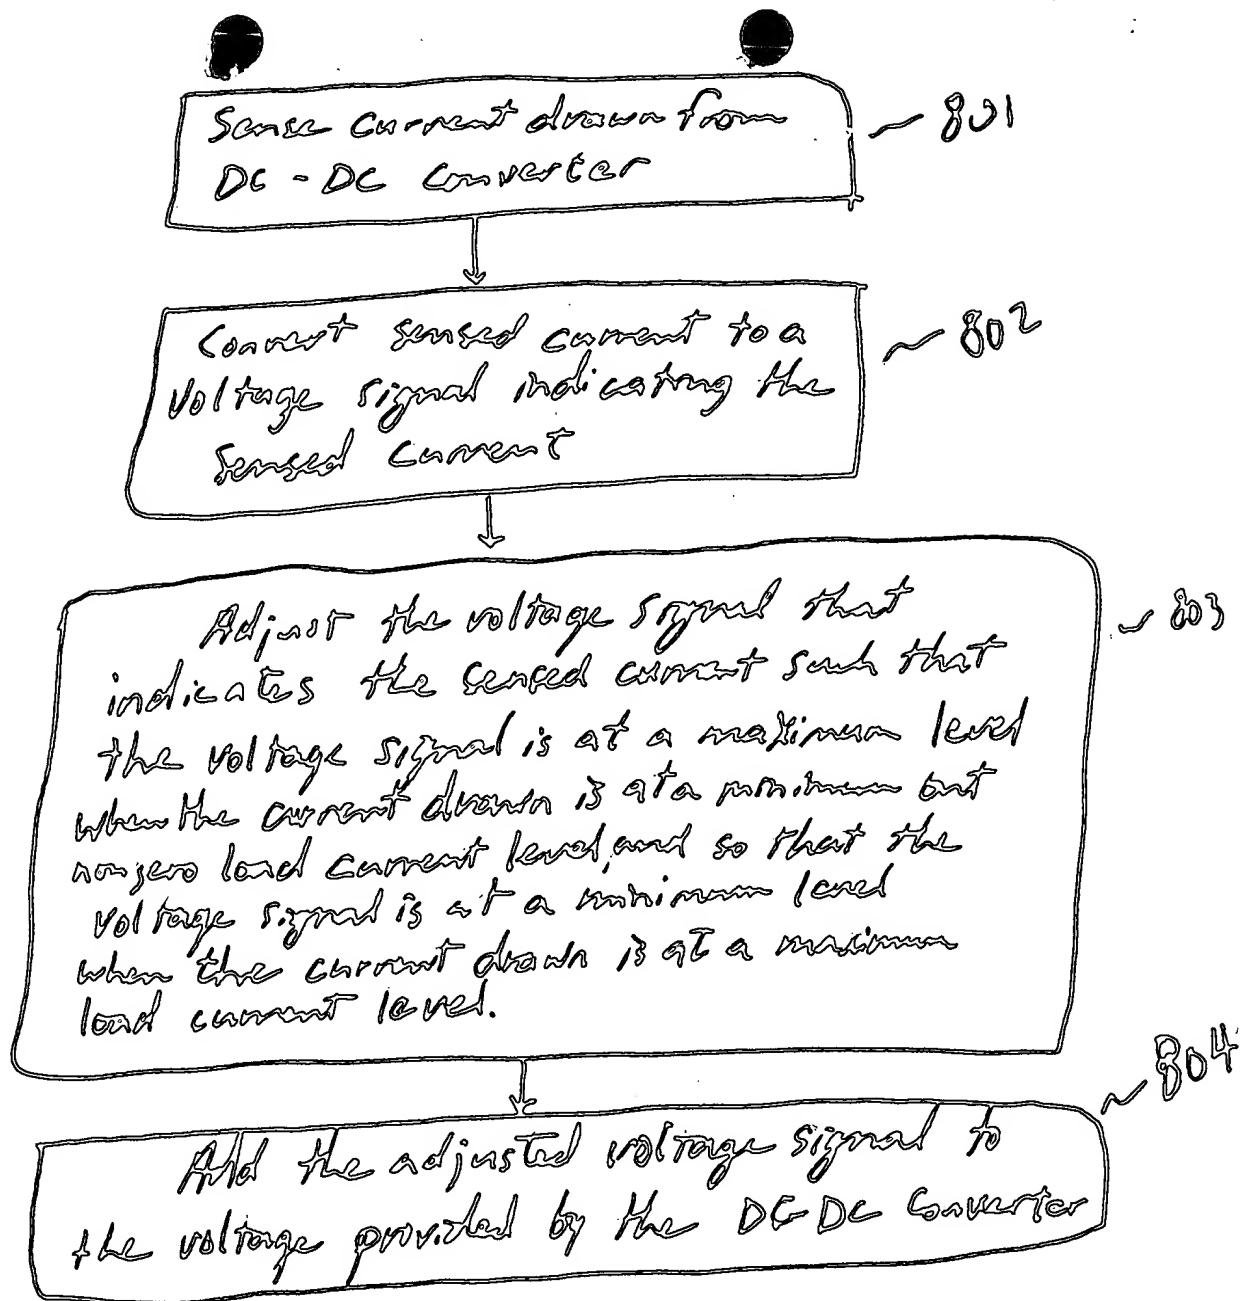 Sense current drawn from
DC-DC Converter
801
Convert sensed current to a
voltage signal indicating the
sensed current
802
Adjust the voltage signal that
indicates the sensed current such that
the voltage signal is at a maximum level
when the current drawn is at a minimum but
nonzero load current level, and so that the
voltage signal is at a minimum level
when the current drawn is at a maximum
load current level.
803
Add the adjusted voltage signal to
the voltage provided by the DC-DC Converter
804